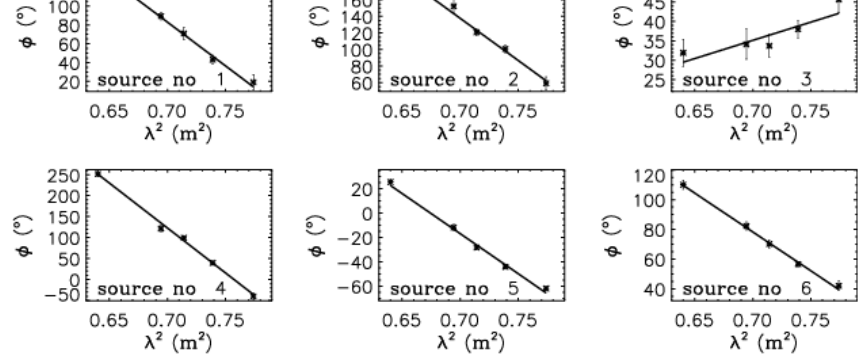 100
80
60
40
20
ϕ (°)
source no 1
0.65 0.70 0.75
λ² (m²)
160
140
120
100
80
60
ϕ (°)
source no 2
0.65 0.70 0.75
λ² (m²)
45
40
35
30
25
ϕ (°)
source no 3
0.65 0.70 0.75
λ² (m²)
250
200
150
100
50
0
−50
ϕ (°)
source no 4
0.65 0.70 0.75
λ² (m²)
20
0
−20
−40
−60
ϕ (°)
source no 5
0.65 0.70 0.75
λ² (m²)
120
100
80
60
40
ϕ (°)
source no 6
0.65 0.70 0.75
λ² (m²)